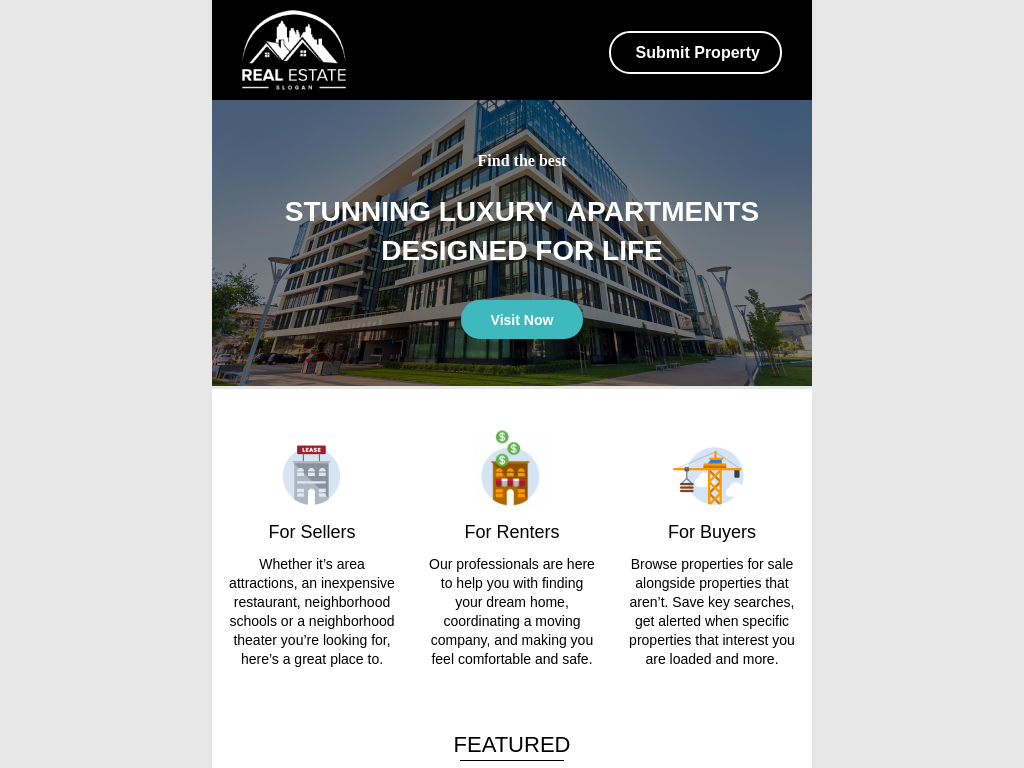 REAL ESTATE
SLOGAN
Submit Property
Find the best
STUNNING LUXURY  APARTMENTS
DESIGNED FOR LIFE
Visit Now
LEASE
$
$
$
For Sellers
Whether it’s area
attractions, an inexpensive
restaurant, neighborhood
schools or a neighborhood
theater you’re looking for,
here’s a great place to.
For Renters
Our professionals are here
to help you with finding
your dream home,
coordinating a moving
company, and making you
feel comfortable and safe.
For Buyers
Browse properties for sale
alongside properties that
aren’t. Save key searches,
get alerted when specific
properties that interest you
are loaded and more.
FEATURED